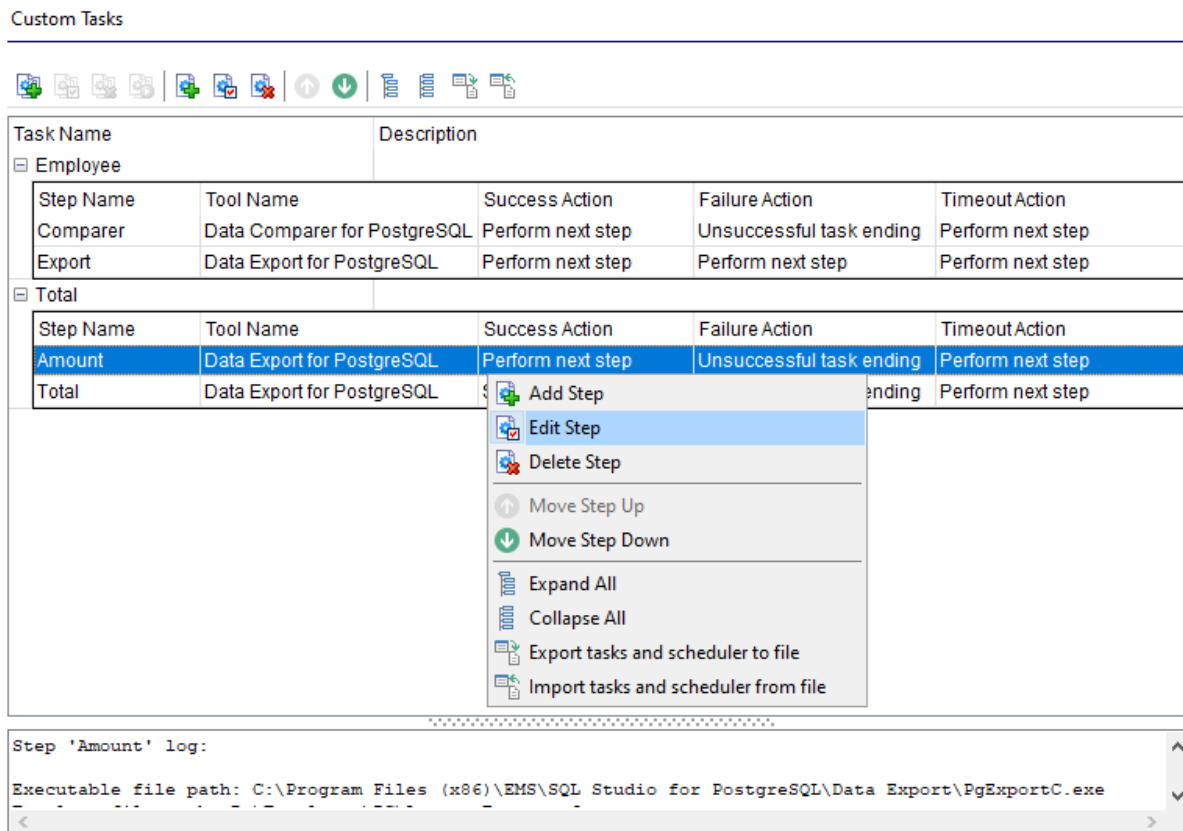 Custom Tasks
Task Name Description
Employee
Step Name Tool Name Success Action Failure Action Timeout Action
Comparer Data Comparer for PostgreSQL Perform next step Unsuccessful task ending Perform next step
Export Data Export for PostgreSQL Perform next step Perform next step Perform next step
Total
Step Name Tool Name Success Action Failure Action Timeout Action
Amount Data Export for PostgreSQL Perform next step Unsuccessful task ending Perform next step
Total Data Export for PostgreSQL ending Perform next step
Add Step
Edit Step
Delete Step
Move Step Up
Move Step Down
Expand All
Collapse All
Export tasks and scheduler to file
Import tasks and scheduler from file
Step 'Amount' log:
Executable file path: C:\Program Files (x86)\EMS\SQL Studio for PostgreSQL\Data Export\PgExportC.exe